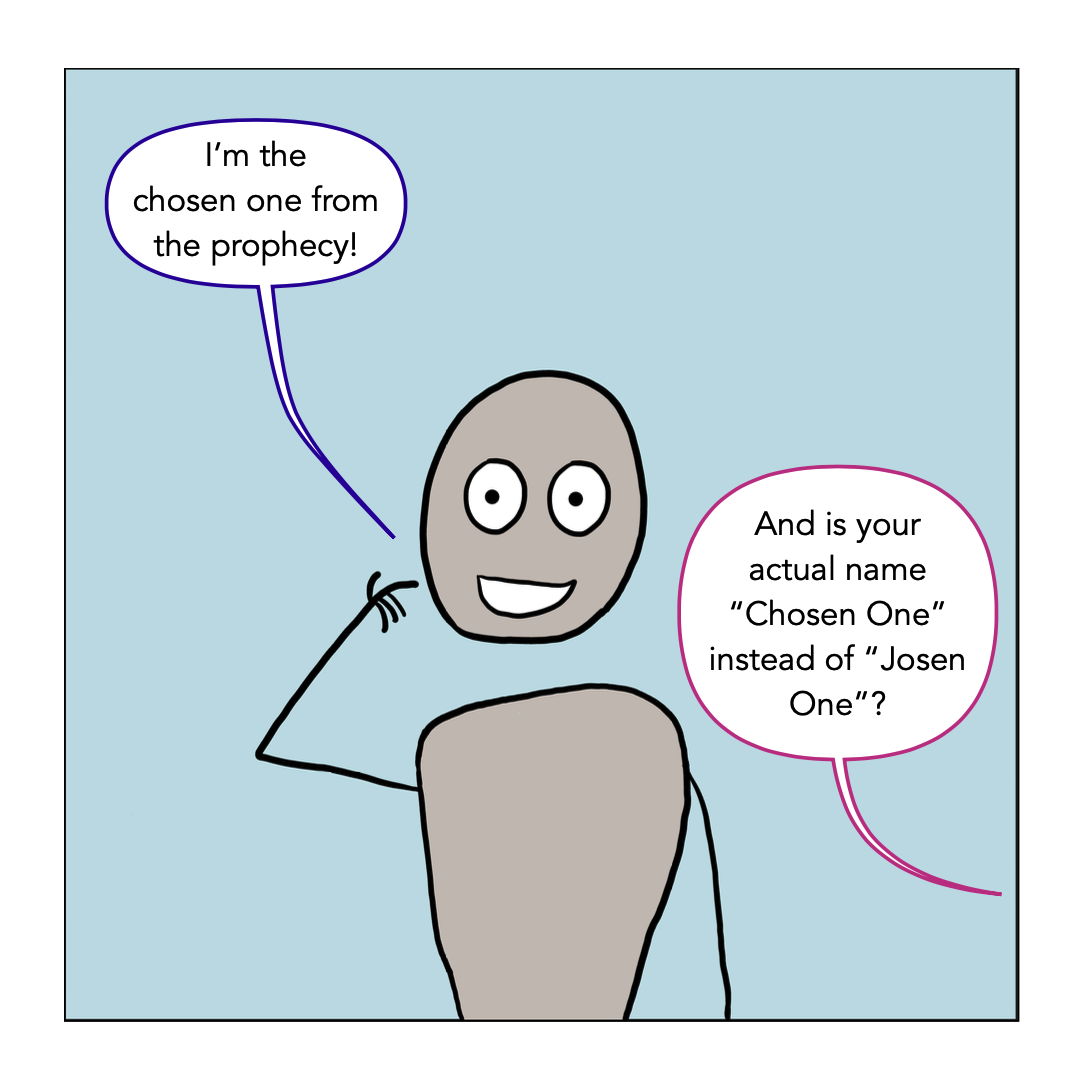 I’m the
chosen one from
the prophecy!
And is your
actual name
“Chosen One”
instead of “Josen
One”?